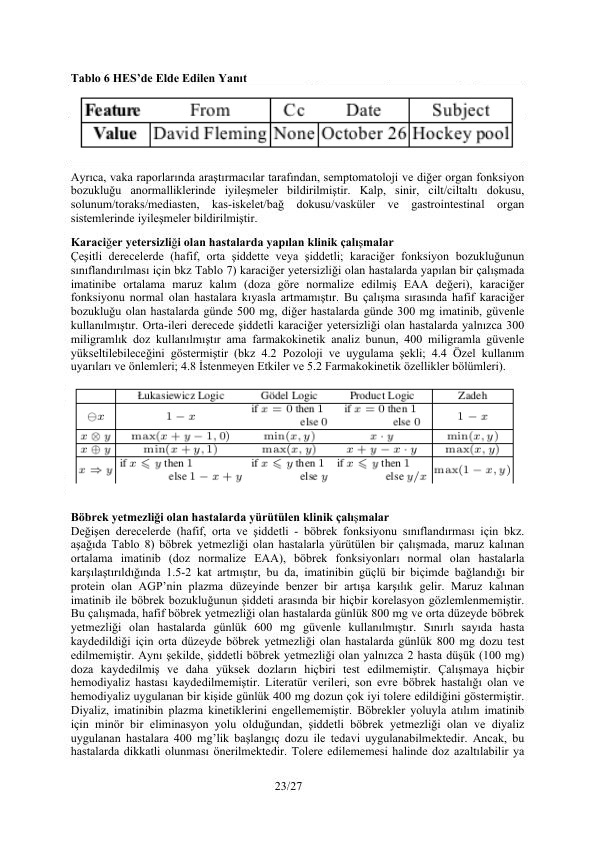 Tablo 6 HES’de Elde Edilen Yanıt
Feature From Cc Date Subject
Value David Fleming None October 26 Hockey pool
Ayrıca, vaka raporlarında araştırmacılar tarafından, semptomatoloji ve diğer organ fonksiyon
bozukluğu anormalliklerinde iyileşmeler bildirilmiştir. Kalp, sinir, cilt/ciltaltı dokusu,
solunum/toraks/mediasten, kas-iskelet/bağ dokusu/vasküler ve gastrointestinal organ
sistemlerinde iyileşmeler bildirilmiştir.
Karaciğer yetersizliği olan hastalarda yapılan klinik çalışmalar
Çeşitli derecelerde (hafif, orta şiddette veya şiddetli; karaciğer fonksiyon bozukluğunun
sınıflandırılması için bkz Tablo 7) karaciğer yetersizliği olan hastalarda yapılan bir çalışmada
imatinibe ortalama maruz kalım (doza göre normalize edilmiş EAA değeri), karaciğer
fonksiyonu normal olan hastalara kıyasla artmamıştır. Bu çalışma sırasında hafif karaciğer
bozukluğu olan hastalarda günde 500 mg, diğer hastalarda günde 300 mg imatinib, güvenle
kullanılmıştır. Orta-ileri derecede şiddetli karaciğer yetersizliği olan hastalarda yalnızca 300
miligramlık doz kullanılmıştır ama farmakokinetik analiz bunun, 400 miligrama güvenle
yükseltilebileceğini göstermiştir (bkz 4.2 Pozoloji ve uygulama şekli; 4.4 Özel kullanım
uyarıları ve önlemleri; 4.8 İstenmeyen Etkiler ve 5.2 Farmakokinetik özellikler bölümleri).
Łukasiewicz Logic Gödel Logic Product Logic Zadeh
⊖x 1 − x if x = 0 then 1 else 0 if x = 0 then 1 else 0 1 − x
x ⊗ y max(x + y − 1, 0) min(x, y) x · y min(x, y)
x ⊕ y min(x + y, 1) max(x, y) x + y − x · y max(x, y)
x ⇒ y if x ⩽ y then 1 else 1 − x + y if x ⩽ y then 1 else y if x ⩽ y then 1 else y/x max(1 − x, y)
Böbrek yetmezliği olan hastalarda yürütülen klinik çalışmalar
Değişen derecelerde (hafif, orta ve şiddetli - böbrek fonksiyonu sınıflandırması için bkz.
aşağıda Tablo 8) böbrek yetmezliği olan hastalarla yürütülen bir çalışmada, maruz kalınan
ortalama imatinib (doz normalize EAA), böbrek fonksiyonları normal olan hastalarla
karşılaştırıldığında 1.5-2 kat artmıştır, bu da, imatinibin güçlü bir biçimde bağlandığı bir
protein olan AGP’nin plazma düzeyinde benzer bir artışa karşılık gelir. Maruz kalınan
imatinib ile böbrek bozukluğunun şiddeti arasında bir hiçbir korelasyon gözlemlenmemiştir.
Bu çalışmada, hafif böbrek yetmezliği olan hastalarda günlük 800 mg ve orta düzeyde böbrek
yetmezliği olan hastalarda günlük 600 mg güvenle kullanılmıştır. Sınırlı sayıda hasta
kaydedildiği için orta düzeyde böbrek yetmezliği olan hastalarda günlük 800 mg dozu test
edilmemiştir. Aynı şekilde, şiddetli böbrek yetmezliği olan yalnızca 2 hasta düşük (100 mg)
doza kaydedilmiş ve daha yüksek dozların hiçbiri test edilmemiştir. Çalışmaya hiçbir
hemodiyaliz hastası kaydedilmemiştir. Literatür verileri, son evre böbrek hastalığı olan ve
hemodiyaliz uygulanan bir kişide günlük 400 mg dozun çok iyi tolere edildiğini göstermiştir.
Diyaliz, imatinibin plazma kinetiklerini engellememiştir. Böbrekler yoluyla atılım imatinib
için minör bir eliminasyon yolu olduğundan, şiddetli böbrek yetmezliği olan ve diyaliz
uygulanan hastalara 400 mg’lik başlangıç dozu ile tedavi uygulanabilmektedir. Ancak, bu
hastalarda dikkatli olunması önerilmektedir. Tolere edilememesi halinde doz azaltılabilir ya
23/27